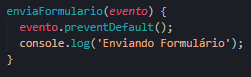 enviaFormulario(evento) {
  evento.preventDefault();
  console.log('Enviando Formulário');
}